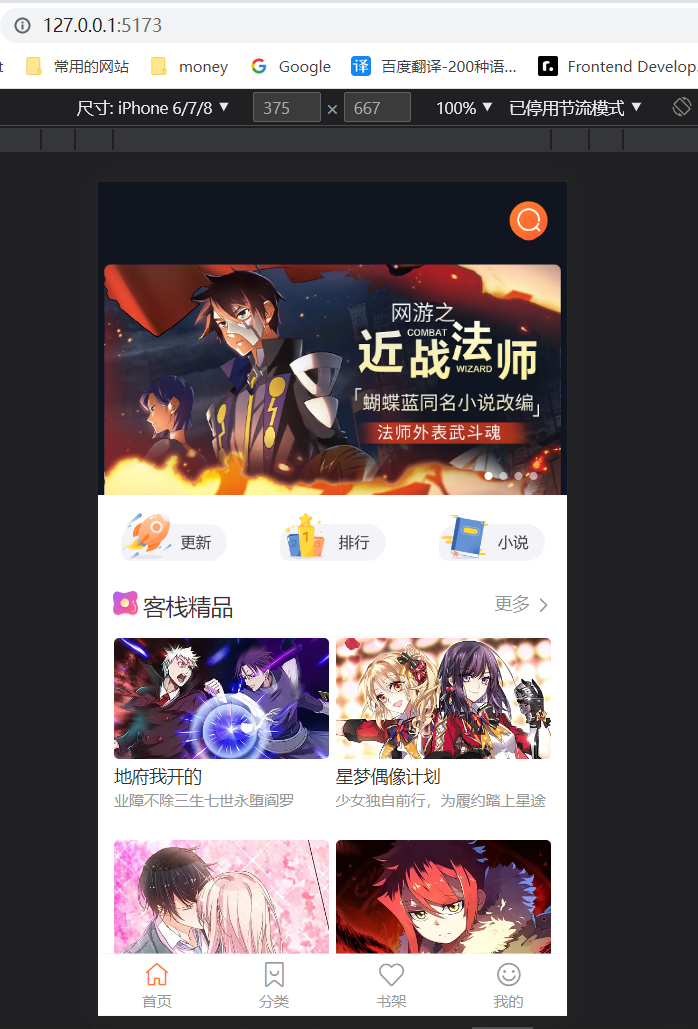 127.0.0.1:5173
t 常用的网站 money Google 译 百度翻译-200种语... Frontend Develop
尺寸: iPhone 6/7/8 ▼ 375 × 667 100% ▼ 已停用节流模式 ▼
网游之
近战法师
COMBAT
WIZARD
「蝴蝶蓝同名小说改编」
法师外表武斗魂
更新 排行 小说
客栈精品 更多
地府我开的 星梦偶像计划
业障不除三生七世永堕阎罗 少女独自前行，为履约踏上星途
首页 分类 书架 我的